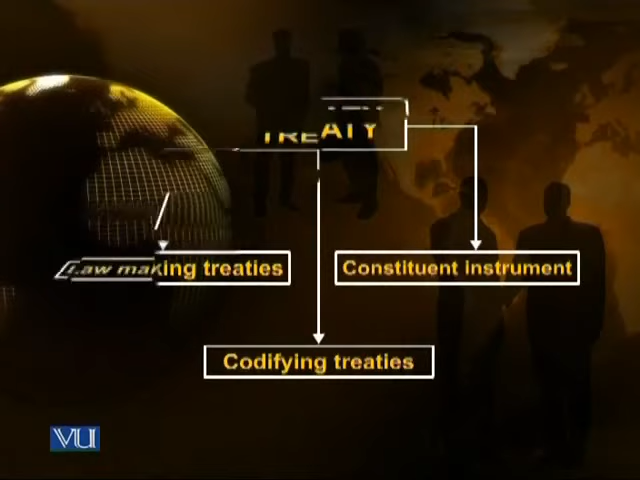 TREATY
Law making treaties
Constituent instrument
Codifying treaties
VU